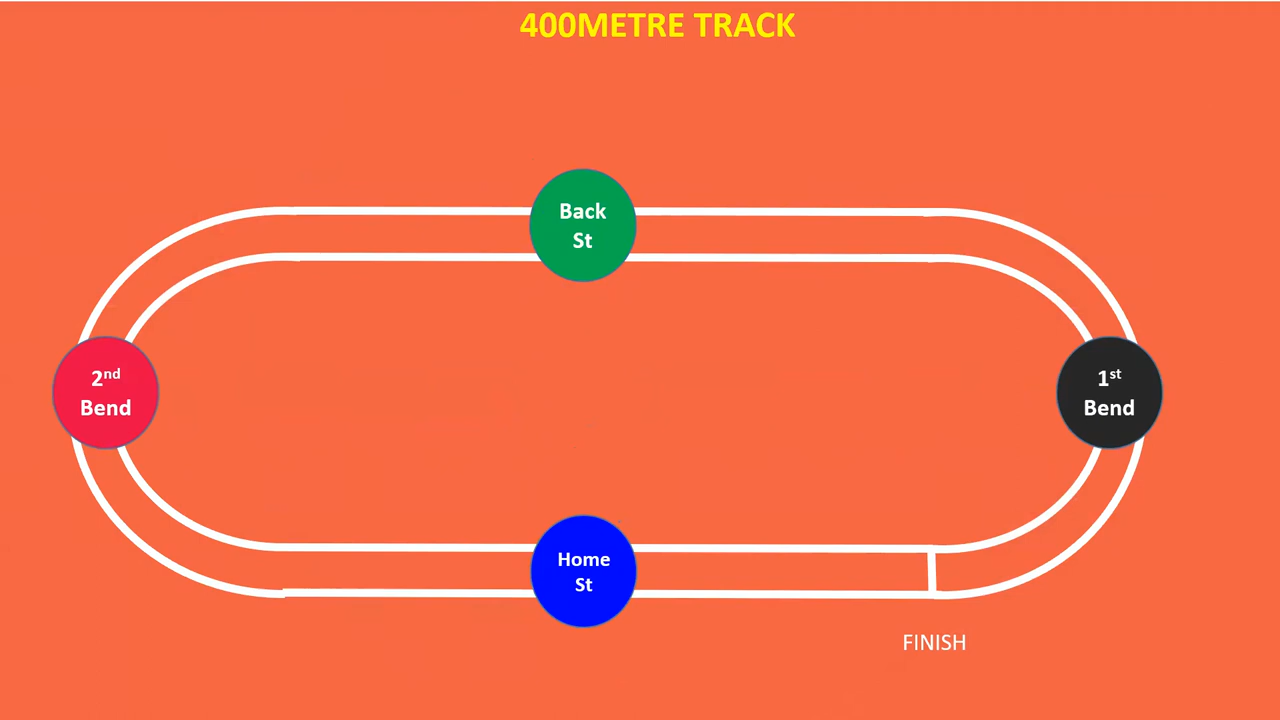 400METRE TRACK
Back
St
2nd
Bend
1st
Bend
Home
St
FINISH